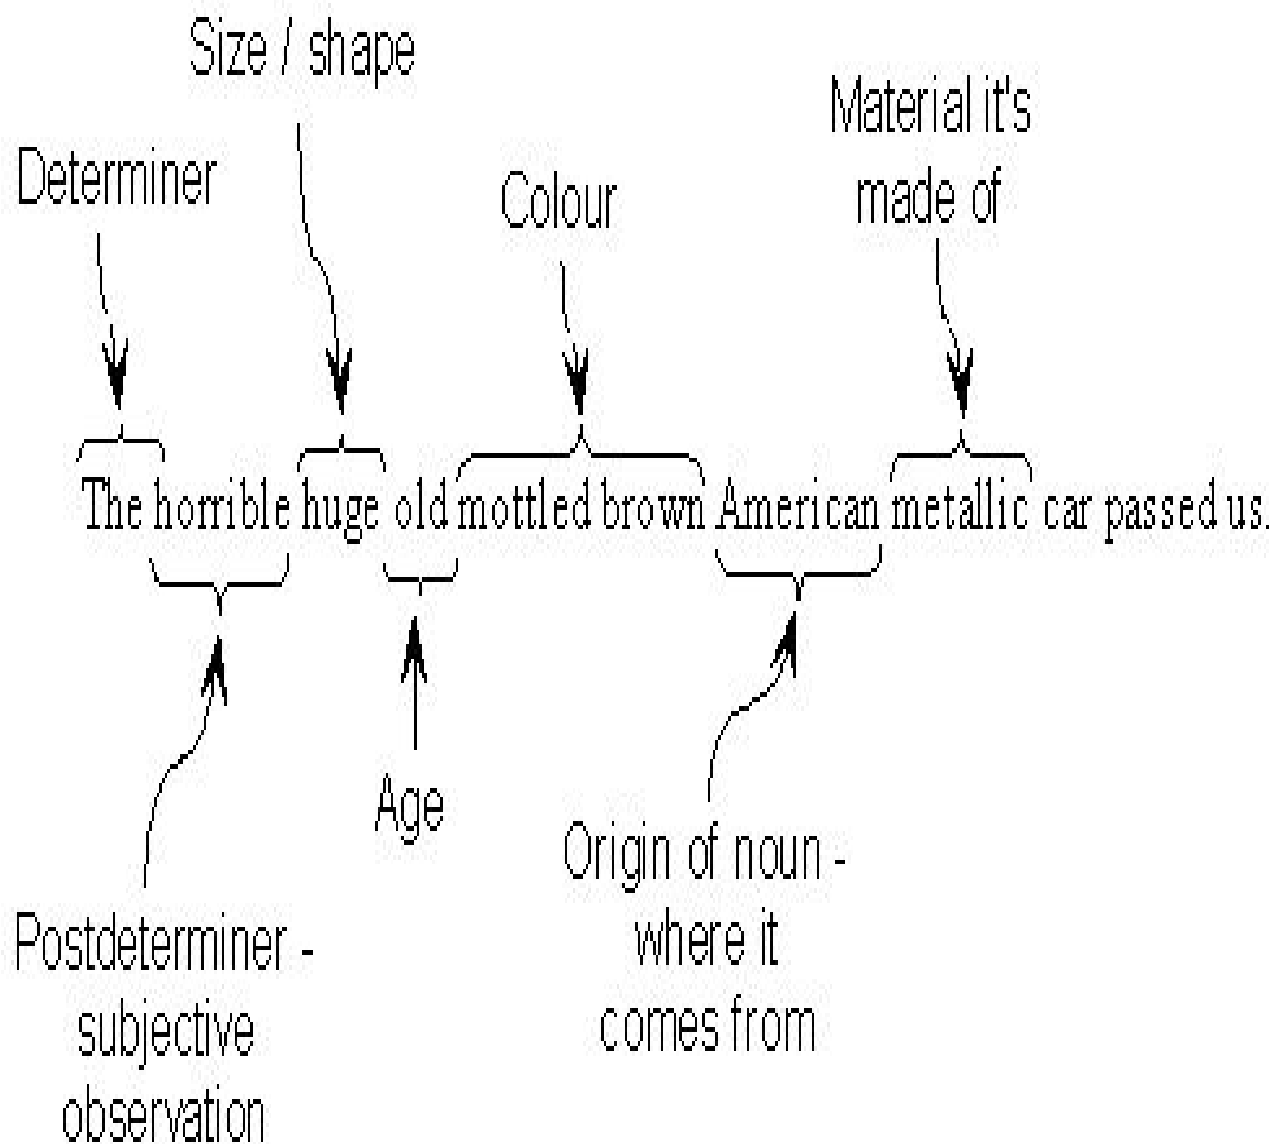 Size / shape
Material it's
made of
Determiner
Colour
The horrible huge old mottled brown American metallic car passed us.
Age
Origin of noun -
where it
comes from
Postdeterminer -
subjective
observation